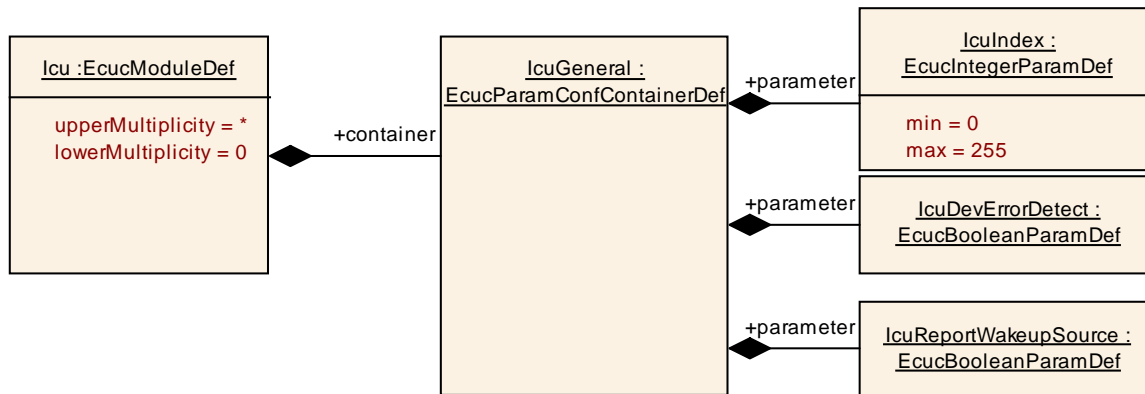 Icu :EcucModuleDef
upperMultiplicity = *
lowerMultiplicity = 0
+container
IcuGeneral :
EcucParamConfContainerDef
+parameter
IcuIndex :
EcucIntegerParamDef
min = 0
max = 255
+parameter
IcuDevErrorDetect :
EcucBooleanParamDef
+parameter
IcuReportWakeupSource :
EcucBooleanParamDef